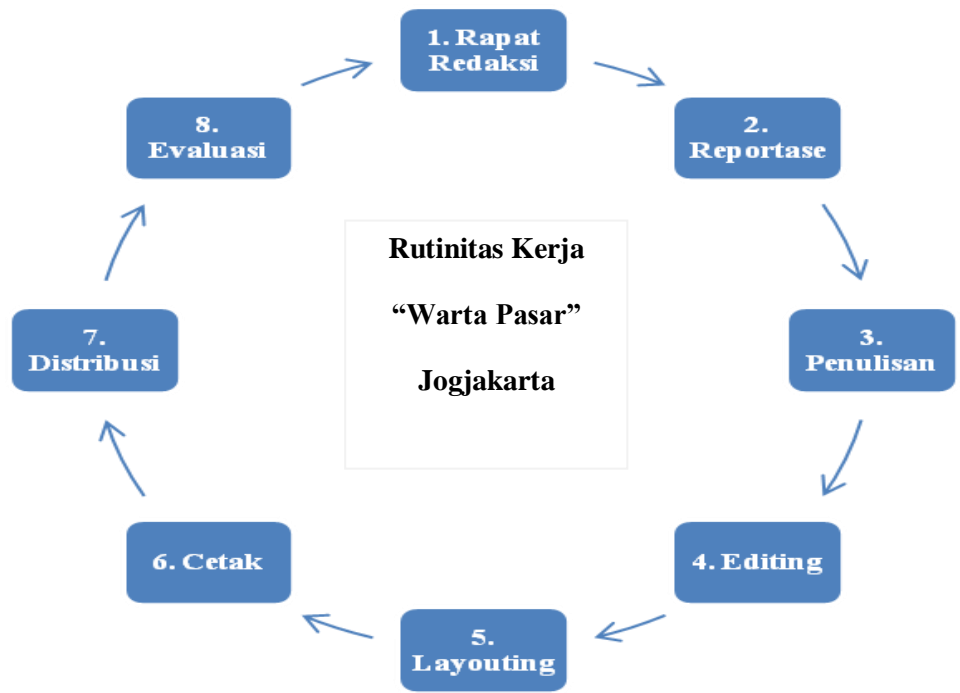 1. Rapat
Redaksi
2.
Reportase
3.
Penulisan
4. Editing
5.
Layouting
6. Cetak
7.
Distribusi
8.
Evaluasi
Rutinitas Kerja
“Warta Pasar”
Jogjakarta